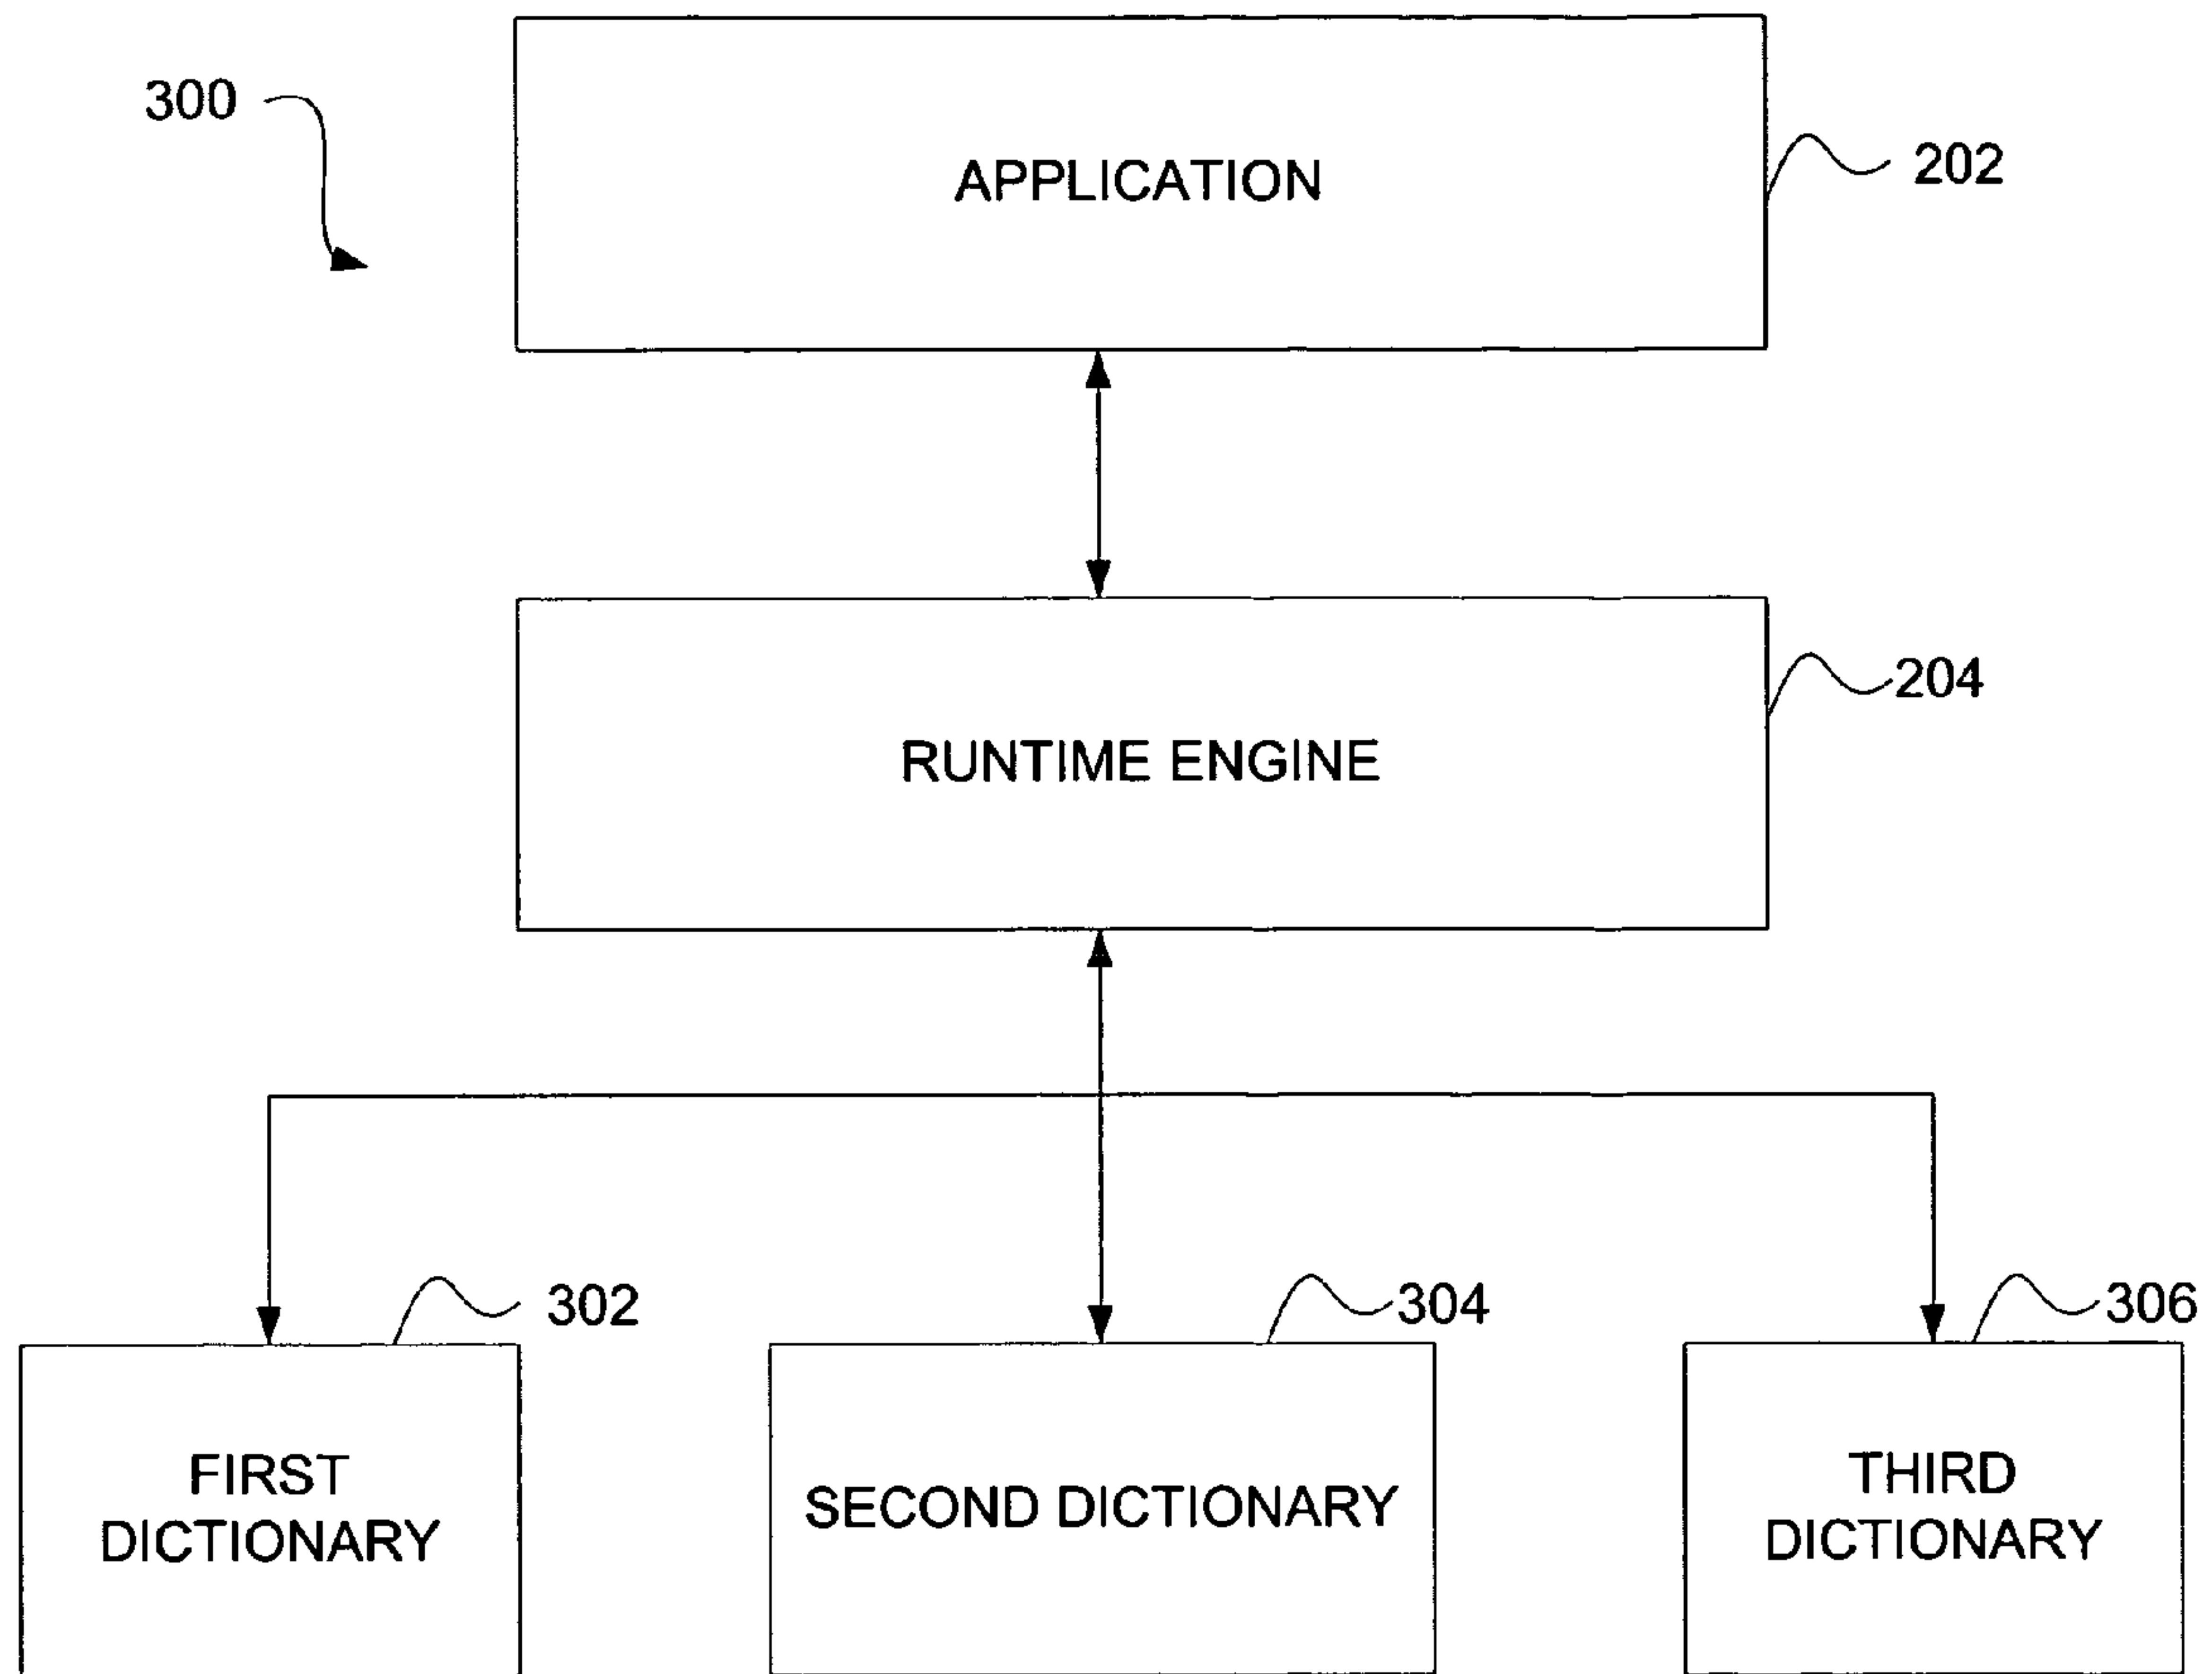 300
APPLICATION
202
RUNTIME ENGINE
204
302
304
306
FIRST
DICTIONARY
SECOND DICTIONARY
THIRD
DICTIONARY